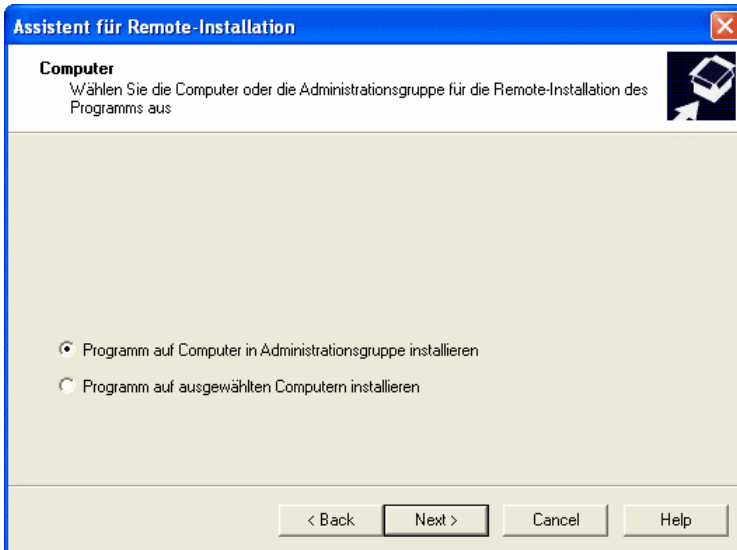 Assistent für Remote-Installation
Computer
Wählen Sie die Computer oder die Administrationsgruppe für die Remote-Installation des
Programms aus
Programm auf Computer in Administrationsgruppe installieren
Programm auf ausgewählten Computern installieren
< Back
Next >
Cancel
Help